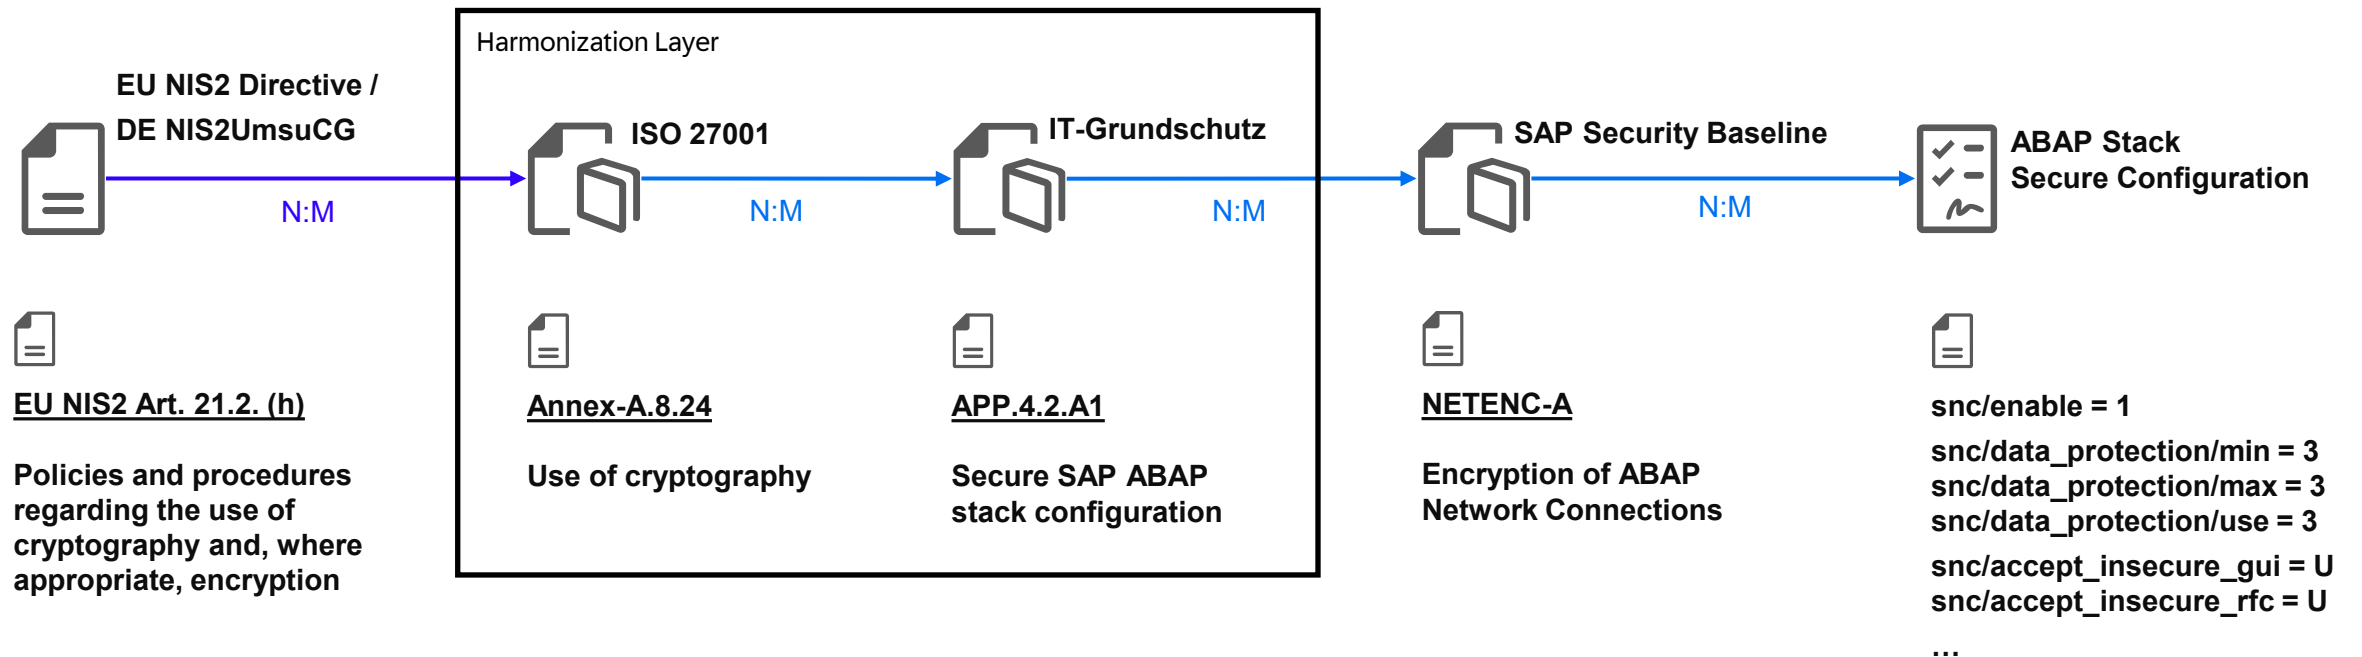 Harmonization Layer
EU NIS2 Directive /
DE NIS2UmsuCG
N:M
ISO 27001
N:M
IT-Grundschutz
N:M
SAP Security Baseline
N:M
ABAP Stack
Secure Configuration
EU NIS2 Art. 21.2. (h)
Policies and procedures
regarding the use of
cryptography and, where
appropriate, encryption
Annex-A.8.24
Use of cryptography
APP.4.2.A1
Secure SAP ABAP
stack configuration
NETENC-A
Encryption of ABAP
Network Connections
snc/enable = 1
snc/data_protection/min = 3
snc/data_protection/max = 3
snc/data_protection/use = 3
snc/accept_insecure_gui = U
snc/accept_insecure_rfc = U
...